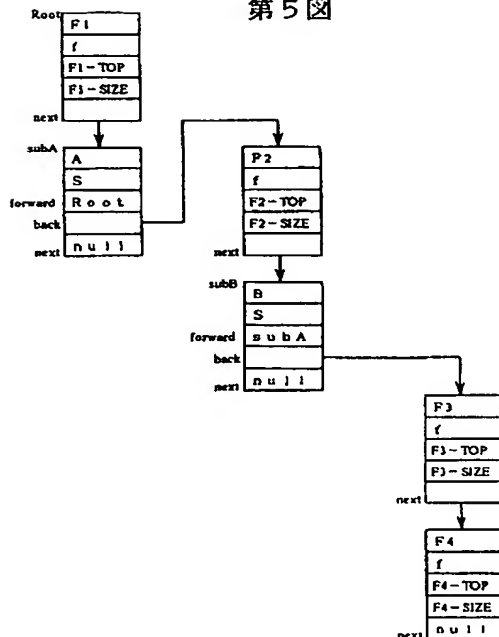 第5図
Root
F1
f
F1-TOP
F1-SIZE
next
subA
A
S
forward
Root
back
next
null
F2
f
F2-TOP
F2-SIZE
next
subB
B
S
forward
subA
back
next
null
F3
f
F3-TOP
F3-SIZE
next
F4
f
F4-TOP
F4-SIZE
next
null